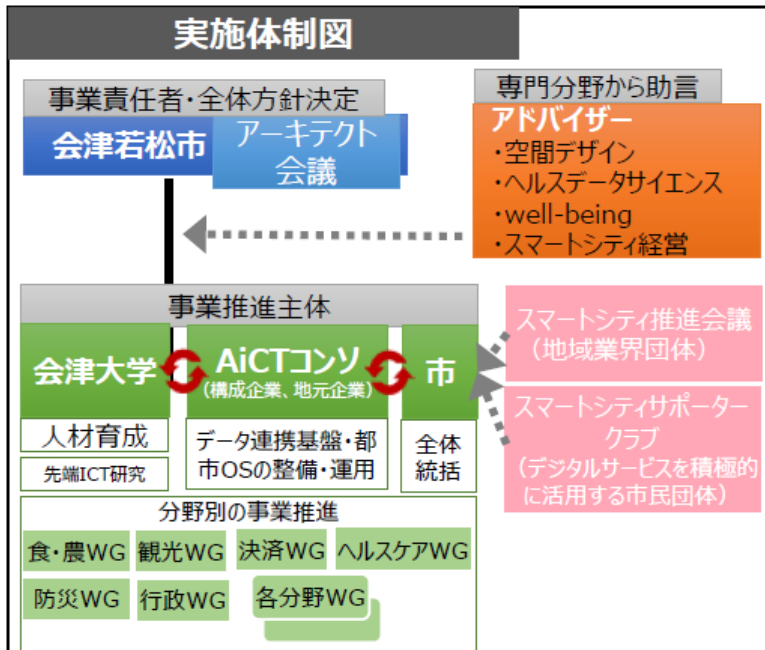 実施体制図
事業責任者・全体方針決定
会津若松市
アーキテクト
会議
専門分野から助言
アドバイザー
・空間デザイン
・ヘルスデータサイエンス
・well-being
・スマートシティ経営
事業推進主体
会津大学
AiCTコンソ
(構成企業、地元企業)
市
人材育成
先端ICT研究
データ連携基盤・都
市OSの整備・運用
全体
統括
スマートシティ推進会議
(地域業界団体)
スマートシティサポーター
クラブ
(デジタルサービスを積極的
に活用する市民団体)
分野別の事業推進
食・農WG
観光WG
決済WG
ヘルスケアWG
防災WG
行政WG
各分野WG